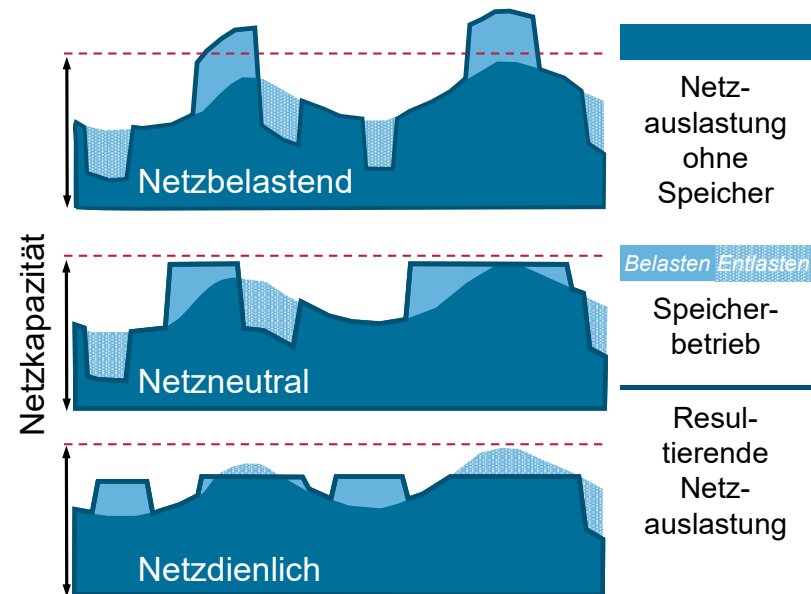 Netzkapazität
Netzbelastend
Netzneutral
Netzdienlich
Netz-
auslastung
ohne
Speicher
Belasten Entlasten
Speicher-
betrieb
Resul-
tierende
Netz-
auslastung